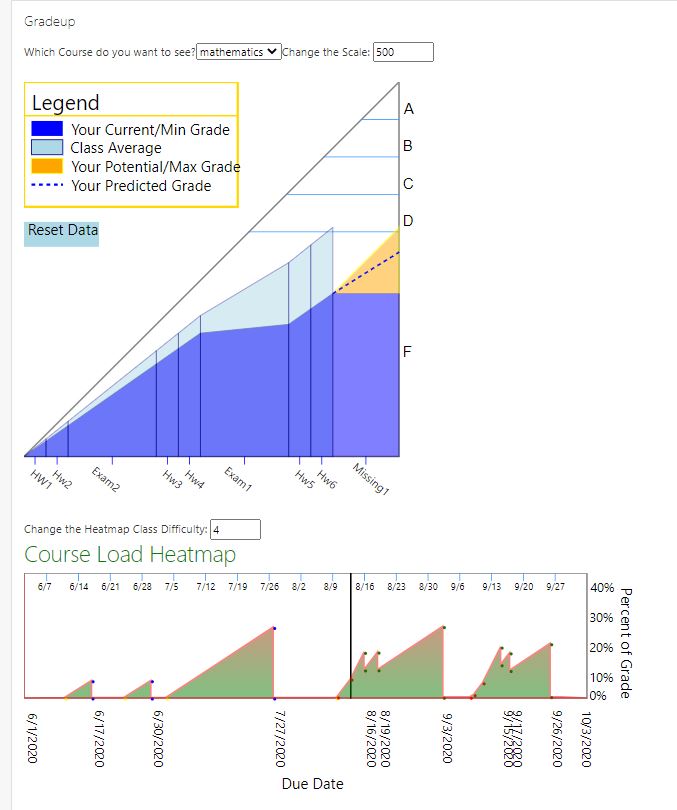 Gradeup
Which Course do you want to see? mathematics Change the Scale: 500
Legend
Your Current/Min Grade
Class Average
Your Potential/Max Grade
Your Predicted Grade
Reset Data
A
B
C
D
F
HW1 Hw2 Exam2 Hw3 Hw4 Exam1 Hw5 Hw6 Missing1
Change the Heatmap Class Difficulty: 4
Course Load Heatmap
6/7 6/14 6/21 6/28 7/5 7/12 7/19 7/26 8/2 8/9 8/16 8/23 8/30 9/6 9/13 9/20 9/27
40%
30%
20%
10%
0%
Percent of Grade
6/1/2020 6/17/2020 6/30/2020 7/27/2020 8/16/2020 8/19/2020 9/3/2020 9/15/2020 9/17/2020 9/26/2020 10/3/2020
Due Date